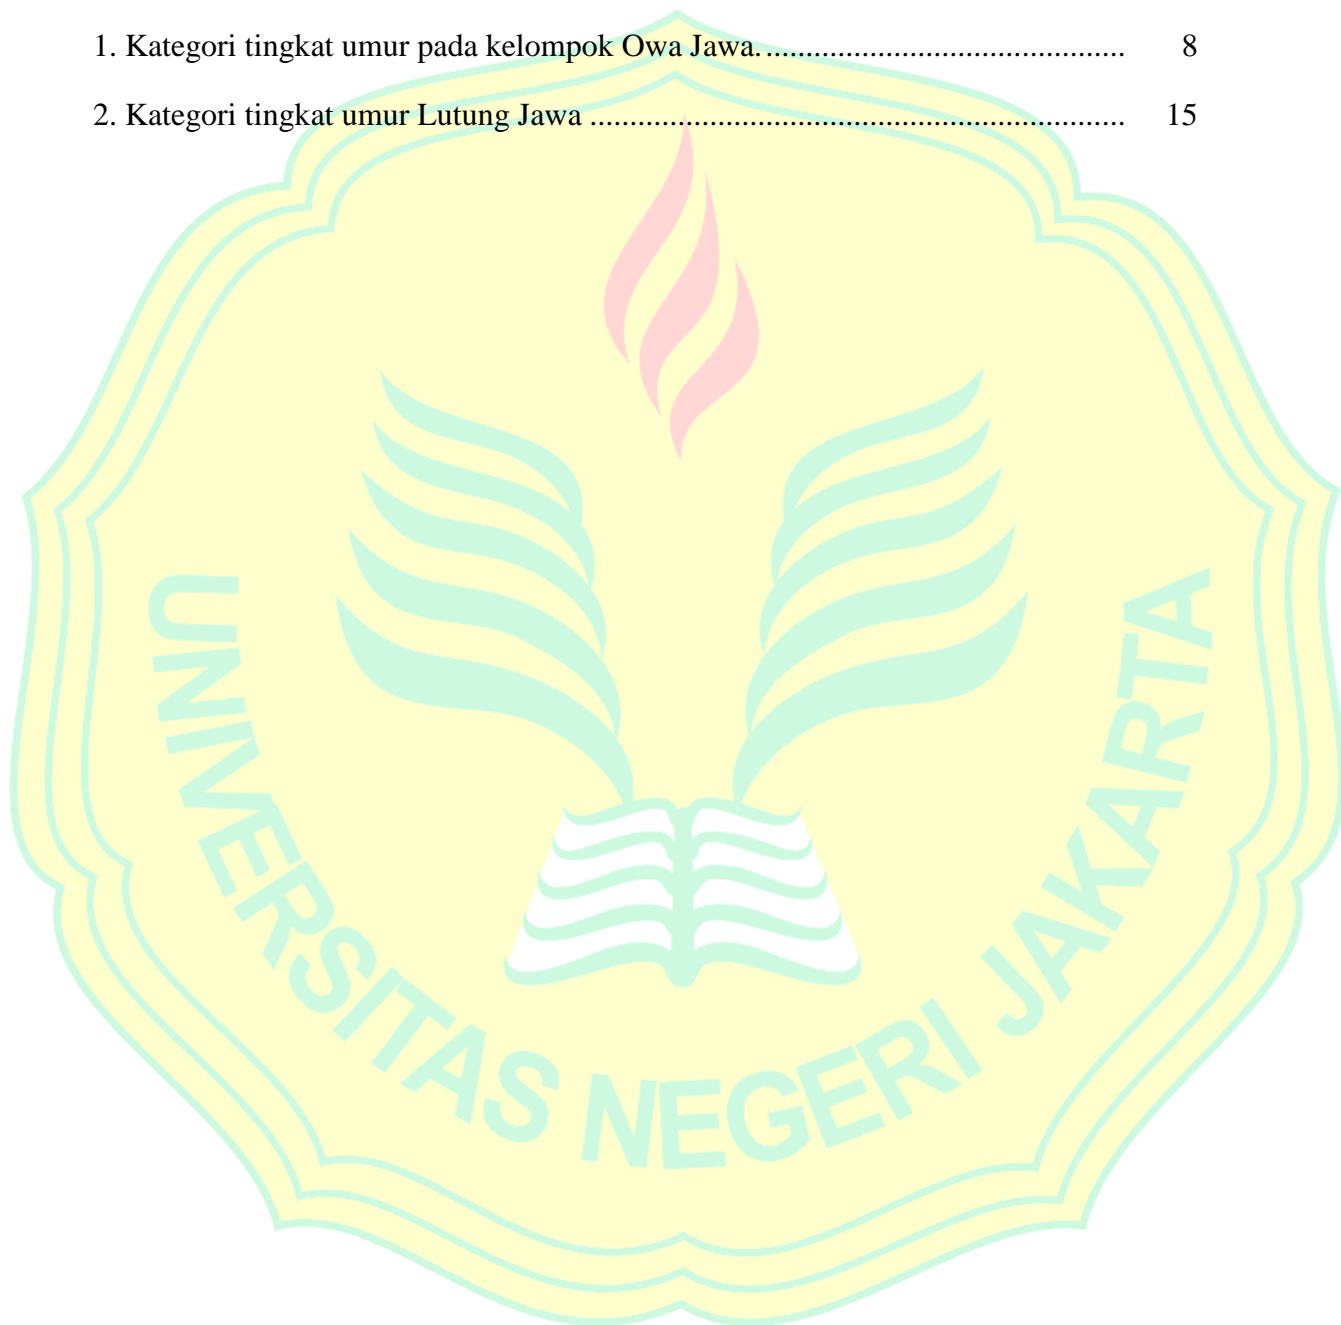 1. Kategori tingkat umur pada kelompok Owa Jawa. ............................................. 8
2. Kategori tingkat umur Lutung Jawa ................................................................... 15
UNIVERSITAS NEGERI JAKARTA